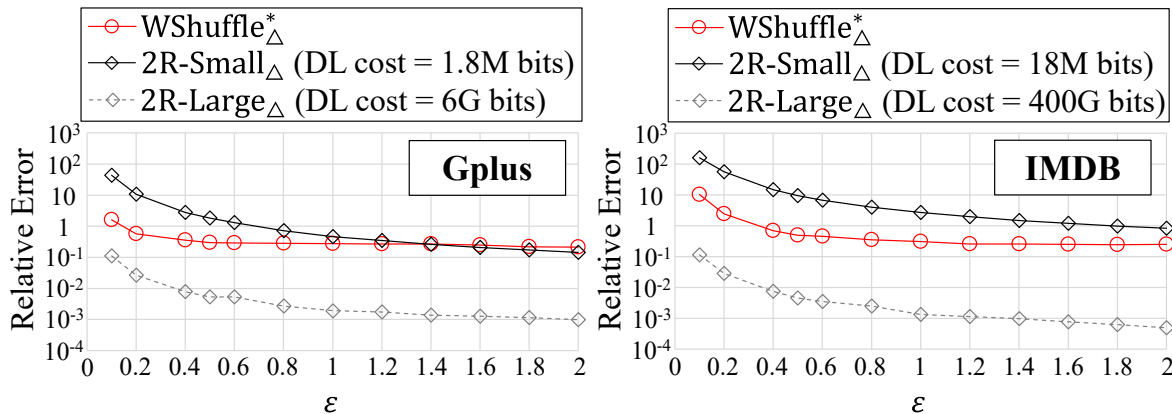 WShuffle*△
2R-Small△ (DL cost = 1.8M bits)
2R-Large△ (DL cost = 6G bits)
Relative Error
10³
10²
10
1
10⁻¹
10⁻²
10⁻³
10⁻⁴
Gplus
0 0.2 0.4 0.6 0.8 1 1.2 1.4 1.6 1.8 2
ε
WShuffle*△
2R-Small△ (DL cost = 18M bits)
2R-Large△ (DL cost = 400G bits)
Relative Error
10³
10²
10
1
10⁻¹
10⁻²
10⁻³
10⁻⁴
IMDB
0 0.2 0.4 0.6 0.8 1 1.2 1.4 1.6 1.8 2
ε